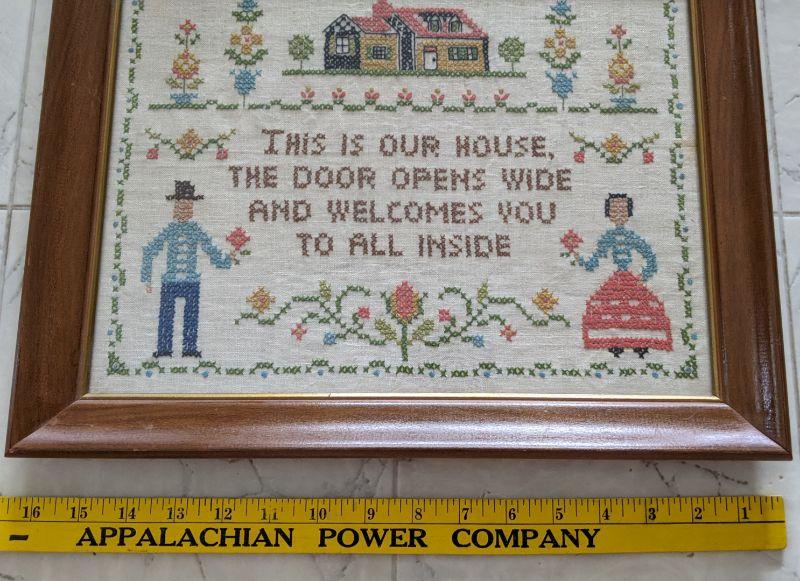 THIS IS OUR HOUSE,
THE DOOR OPENS WIDE
AND WELCOMES YOU
TO ALL INSIDE
16 15 14 13 12 11 10 9 8 7 6 5 4 3 2 1
APPALACHIAN POWER COMPANY